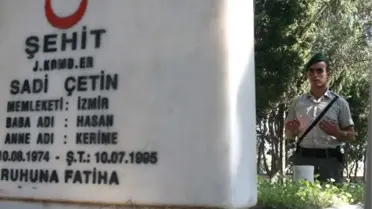 ŞEHİT
J.KOMD.ER
SADİ ÇETİN
MEMLEKETİ : İZMİR
BABA ADI : HASAN
ANNE ADI : KERİME
0.08.1974 - Ş.T.: 10.07.1995
RUHUNA FATİHA